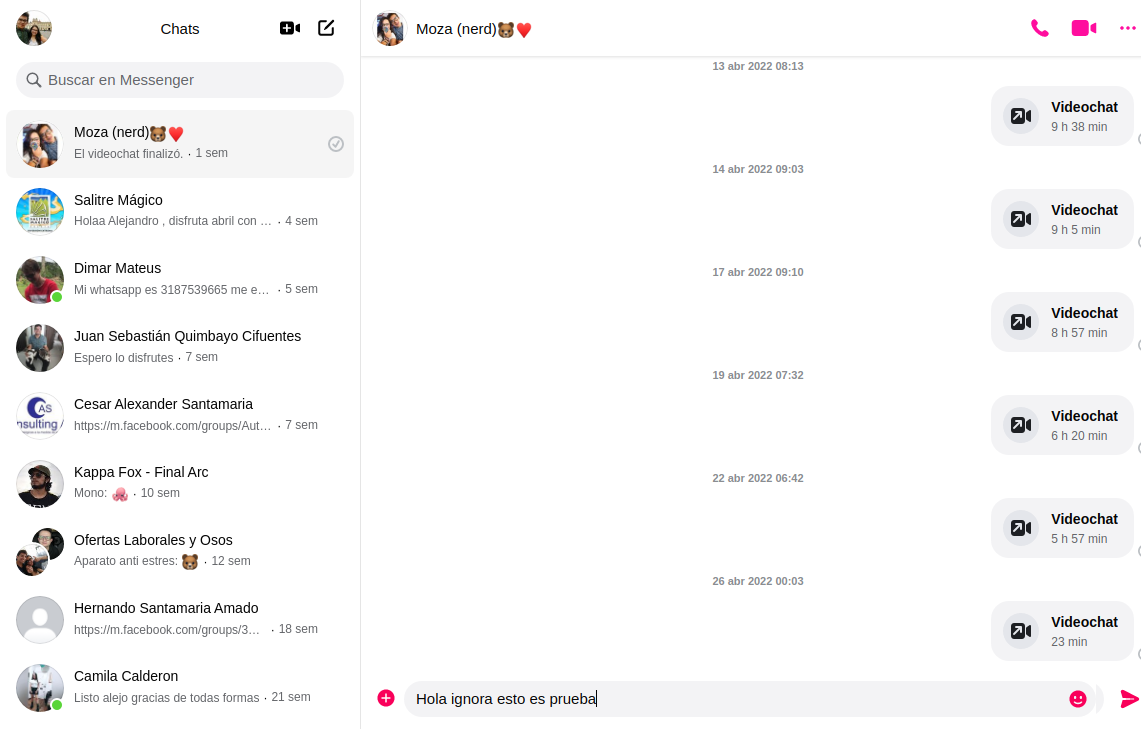 Chats
Buscar en Messenger
Moza (nerd)🐻❤️
El videochat finalizó. · 1 sem
Salitre Mágico
Holaa Alejandro , disfruta abril con … · 4 sem
Dimar Mateus
Mi whatsapp es 3187539665 me e… · 5 sem
Juan Sebastián Quimbayo Cifuentes
Espero lo disfrutes · 7 sem
AS
nsulting
Cesar Alexander Santamaria
https://m.facebook.com/groups/Aut… · 7 sem
Kappa Fox - Final Arc
Mono: 🐙 · 10 sem
Ofertas Laborales y Osos
Aparato anti estres: 🐻 · 12 sem
Hernando Santamaria Amado
https://m.facebook.com/groups/3… · 18 sem
Camila Calderon
Listo alejo gracias de todas formas · 21 sem
Moza (nerd)🐻❤️
13 abr 2022 08:13
Videochat
9 h 38 min
14 abr 2022 09:03
Videochat
9 h 5 min
17 abr 2022 09:10
Videochat
8 h 57 min
19 abr 2022 07:32
Videochat
6 h 20 min
22 abr 2022 06:42
Videochat
5 h 57 min
26 abr 2022 00:03
Videochat
23 min
Hola ignora esto es prueba